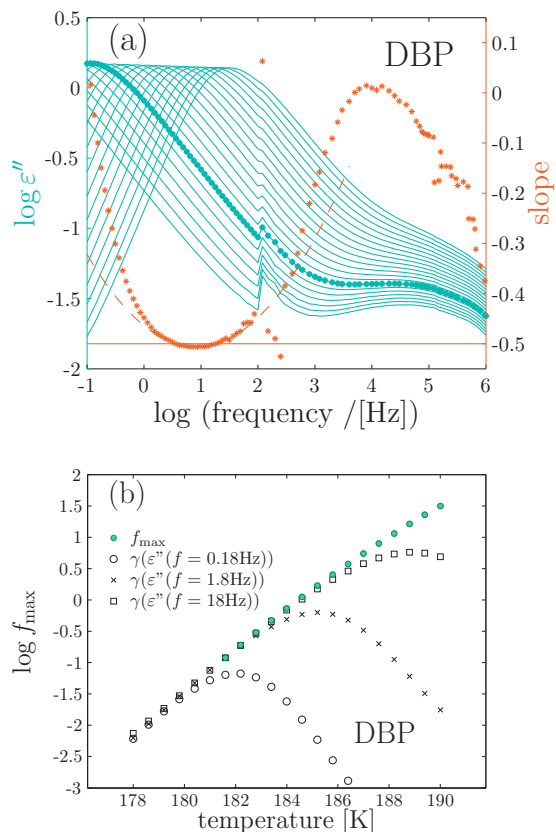 (a)
DBP
0.5
0
-0.5
-1
-1.5
-2
log ε''
0.1
0
-0.1
-0.2
-0.3
-0.4
-0.5
slope
-1 0 1 2 3 4 5 6
log (frequency /[Hz])
(b)
2
1.5
1
0.5
0
-0.5
-1
-1.5
-2
-2.5
-3
log f_max
f_max
γ(ε"(f = 0.18Hz))
γ(ε"(f = 1.8Hz))
γ(ε"(f = 18Hz))
DBP
178 180 182 184 186 188 190
temperature [K]